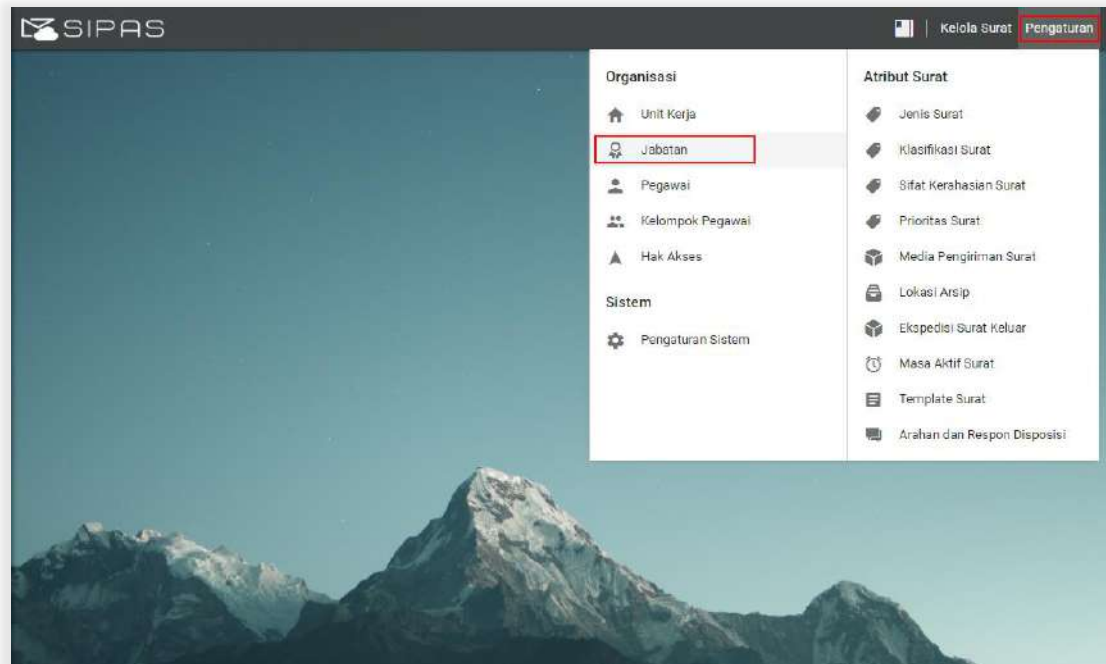 SIPAS
Kelola Surat
Pengaturan
Organisasi
Unit Kerja
Jabatan
Pegawai
Kelompok Pegawai
Hak Akses
Sistem
Pengaturan Sistem
Atribut Surat
Jenis Surat
Klasifikasi Surat
Sifat Kerahasian Surat
Prioritas Surat
Media Pengiriman Surat
Lokasi Arsip
Ekspedisi Surat Keluar
Masa Aktif Surat
Template Surat
Arahan dan Respon Disposisi